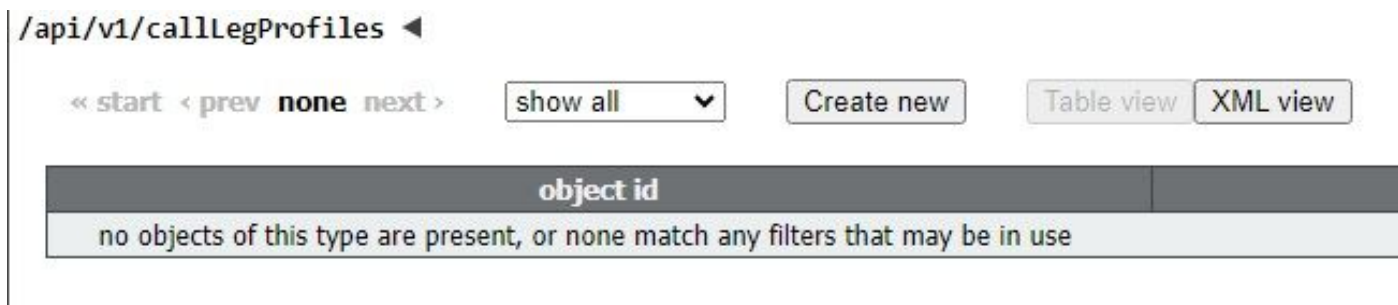 /api/v1/callLegProfiles ◄
« start ‹ prev none next › show all Create new Table view XML view
object id
no objects of this type are present, or none match any filters that may be in use